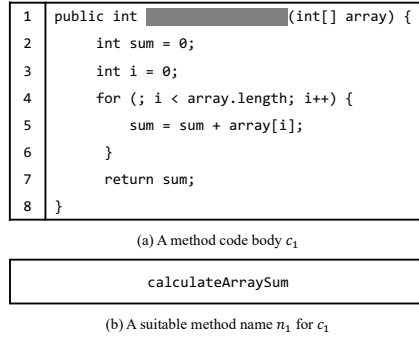 1 public int (int[] array) {
2 int sum = 0;
3 int i = 0;
4 for (; i < array.length; i++) {
5 sum = sum + array[i];
6 }
7 return sum;
8 }
(a) A method code body c₁
calculateArraySum
(b) A suitable method name n₁ for c₁